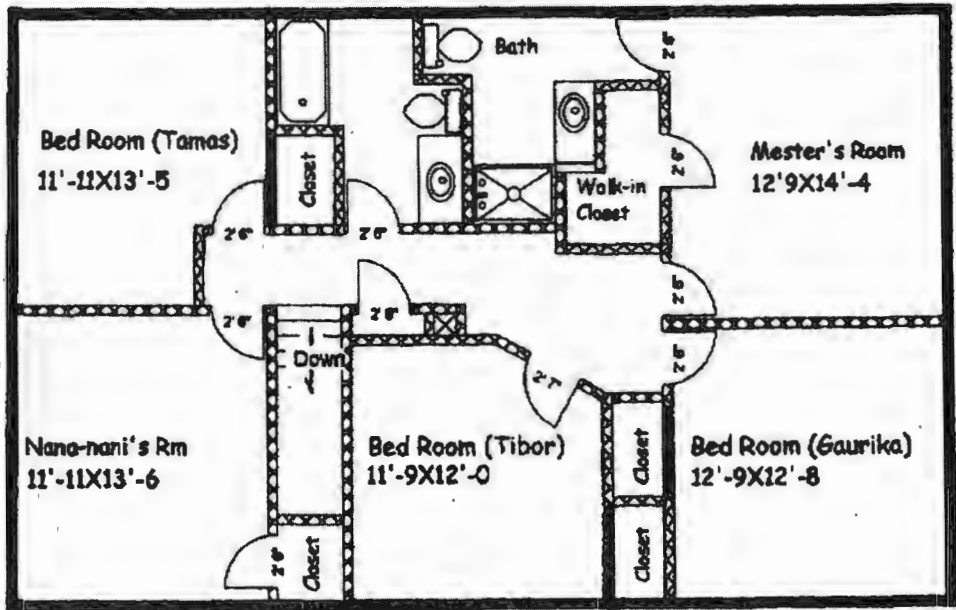 Bath
2'6"
Bed Room (Tamas)
11'-11X13'-5
Closet
2'6"
Mester's Room
12'9X14'-4
Walk-in
Closet
2'6"
2'6"
2'6"
2'6"
2'6"
Down
2'6"
2'7"
Nana-nani's Rm
11'-11X13'-6
Bed Room (Tibor)
11'-9X12'-0
Closet
Bed Room (Gaurika)
12'-9X12'-8
2'6"
Closet
Closet